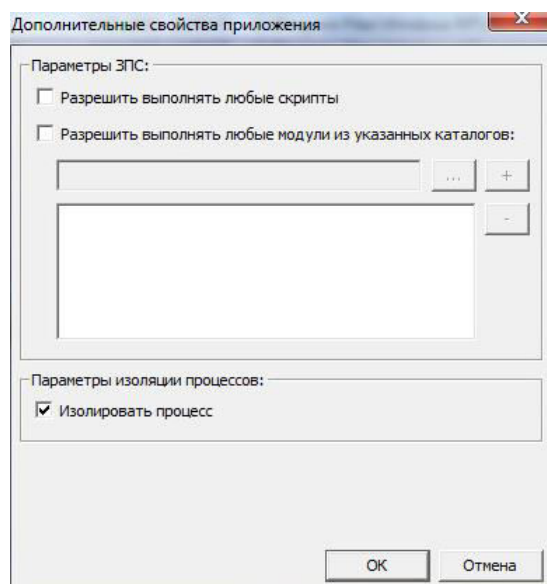 Дополнительные свойства приложения
Параметры ЗПС:
Разрешить выполнять любые скрипты
Разрешить выполнять любые модули из указанных каталогов:
...
+
-
Параметры изоляции процессов:
Изолировать процесс
ОК
Отмена